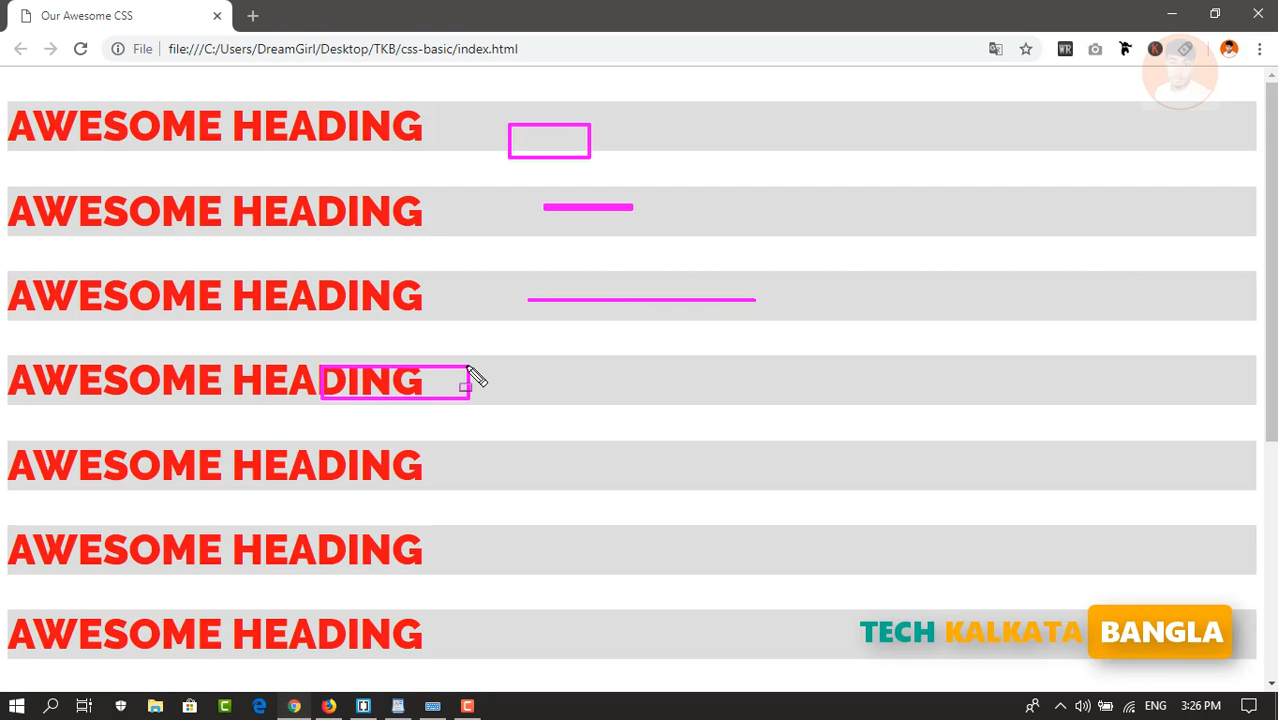 Our Awesome CSS
File file:///C:/Users/DreamGirl/Desktop/TKB/css-basic/index.html
WR
K
AWESOME HEADING
AWESOME HEADING
AWESOME HEADING
AWESOME HEADING
AWESOME HEADING
AWESOME HEADING
AWESOME HEADING
TECH KALKATA BANGLA
3:26 PM